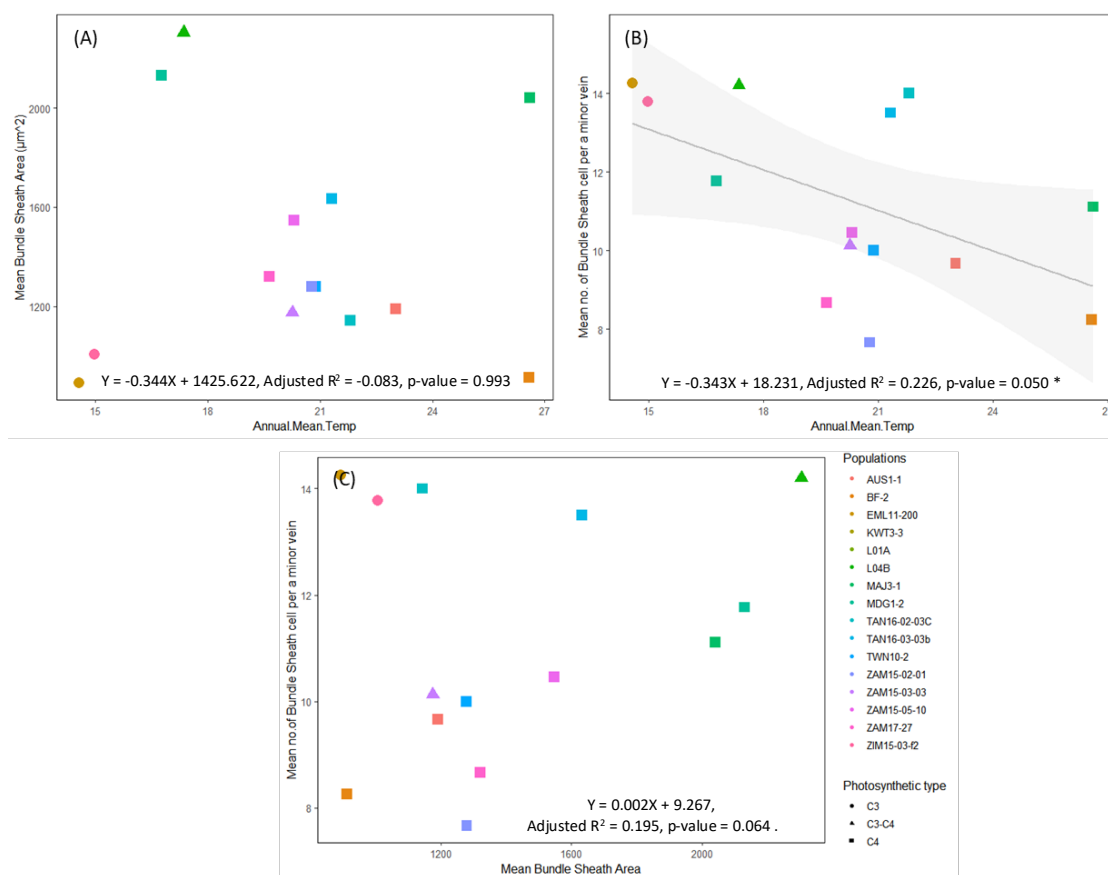 (A)
Mean Bundle Sheath Area (µm^2)
2000
1600
1200
Y = -0.344X + 1425.622, Adjusted R² = -0.083, p-value = 0.993
15
18
21
24
27
Annual.Mean.Temp
(B)
Mean no. of Bundle Sheath cell per a minor vein
14
12
10
8
Y = -0.343X + 18.231, Adjusted R² = 0.226, p-value = 0.050 *
15
18
21
24
27
Annual.Mean.Temp
(C)
Mean no.of Bundle Sheath cell per a minor vein
14
12
10
8
Y = 0.002X + 9.267,
Adjusted R² = 0.195, p-value = 0.064 .
1200
1600
2000
Mean Bundle Sheath Area
Populations
AUS1-1
BF-2
EML11-200
KWT3-3
L01A
L04B
MAJ3-1
MDG1-2
TAN16-02-03C
TAN16-03-03b
TWN10-2
ZAM15-02-01
ZAM15-03-03
ZAM15-05-10
ZAM17-27
ZIM15-03-f2
Photosynthetic type
C3
C3-C4
C4